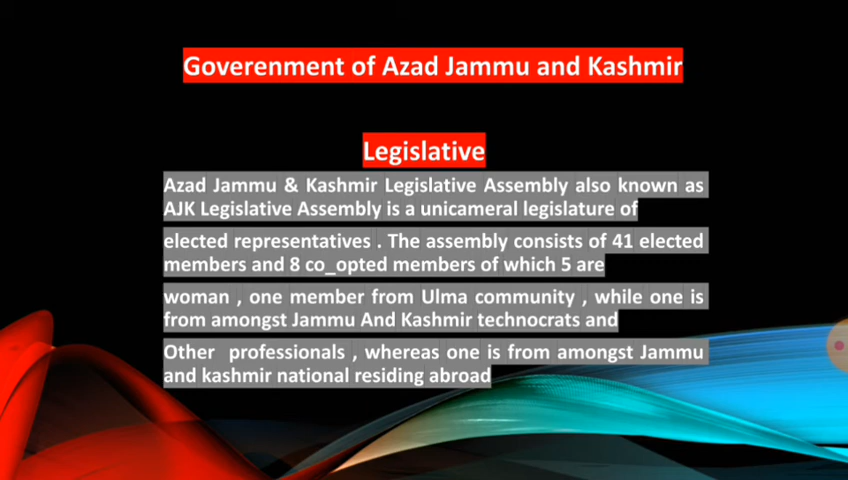 Goverenment of Azad Jammu and Kashmir
Legislative
Azad Jammu & Kashmir Legislative Assembly also known as
AJK Legislative Assembly is a unicameral legislature of
elected representatives . The assembly consists of 41 elected
members and 8 co_opted members of which 5 are
woman , one member from Ulma community , while one is
from amongst Jammu And Kashmir technocrats and
Other professionals , whereas one is from amongst Jammu
and kashmir national residing abroad